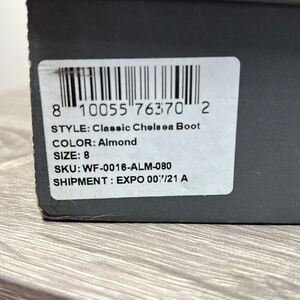 8 10055 76370 2
STYLE: Classic Chelsea Boot
COLOR: Almond
SIZE: 8
SKU: WF-0016-ALM-080
SHIPMENT : EXPO 007/21 A